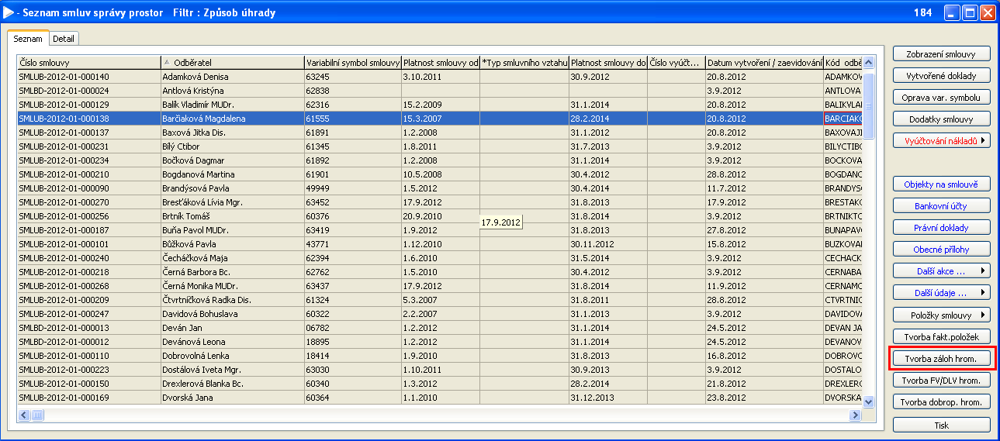 - Seznam smluv správy prostor Filtr : Způsob úhrady 184
Seznam Detail
Číslo smlouvy Odběratel Variabilní symbol smlouvy Platnost smlouvy od *Typ smluvního vztahu Platnost smlouvy do Číslo vyúčt... Datum vytvoření / zaevidování Kód odbě
SMLUB-2012-01-000140 Adamková Denisa 63245 3.10.2011 30.9.2012 20.8.2012 ADAMKOV
SMLBD-2012-01-000024 Antlová Kristýna 62838 3.9.2012 ANTLOVA
SMLUB-2012-01-000129 Balík Vladimír MUDr. 62316 15.2.2009 31.1.2014 20.8.2012 BALIKVLA
SMLUB-2012-01-000138 Barčiaková Magdalena 61555 15.3.2007 28.2.2014 20.8.2012 BARCIAKO
SMLUB-2012-01-000137 Baxová Jitka Dis. 61891 1.2.2008 31.1.2012 20.8.2012 BAXOVAJI
SMLUB-2012-01-000231 Bílý Ctibor 61345 1.8.2011 31.7.2013 3.9.2012 BILYCTIBO
SMLUB-2012-01-000234 Bočková Dagmar 61892 1.2.2008 31.1.2014 3.9.2012 BOCKOVA
SMLUB-2012-01-000210 Bogdanová Martina 61901 10.5.2008 30.4.2012 28.8.2012 BOGDANO
SMLUB-2012-01-000090 Brandýsová Pavla 49949 1.5.2012 30.4.2014 11.7.2012 BRANDYS
SMLUB-2012-01-000270 Bresťáková Lívia Mgr. 63452 17.9.2012 31.8.2013 17.9.2012 BRESTAKO
SMLUB-2012-01-000256 Brtník Tomáš 60376 20.9.2010 31.8.2014 3.9.2012 BRTNIKTO
17.9.2012
SMLUB-2012-01-000187 Buňa Pavol MUDr. 63419 1.9.2012 31.8.2013 27.8.2012 BUNAPAV
SMLUB-2012-01-000101 Bůžková Pavla 43771 1.12.2010 30.11.2012 15.8.2012 BUZKOVA
SMLUB-2012-01-000240 Čecháčková Maja 62394 1.6.2010 31.5.2014 3.9.2012 CECHACK
SMLUB-2012-01-000218 Černá Barbora Bc. 62762 1.5.2010 30.4.2012 3.9.2012 CERNABA
SMLUB-2012-01-000268 Černá Monika MUDr. 63437 17.9.2012 31.8.2014 11.9.2012 CERNAMO
SMLUB-2012-01-000209 Čtvrtníčková Radka Dis. 61324 5.3.2007 31.8.2011 28.8.2012 CTVRTNIC
SMLUB-2012-01-000247 Davidová Bohuslava 60322 2.2.2007 31.1.2013 3.9.2012 DAVIDOVA
SMLBD-2012-01-000013 Deván Jan 06782 1.2.2012 31.1.2014 24.5.2012 DEVAN JA
SMLBD-2012-01-000012 Devánová Leona 18895 1.2.2012 31.1.2014 24.5.2012 DEVANOV
SMLUB-2012-01-000110 Dobrovolná Lenka 18414 1.9.2010 31.8.2013 16.8.2012 DOBROVO
SMLUB-2012-01-000223 Dostálová Iveta Mgr. 63030 1.10.2011 30.9.2013 3.9.2012 DOSTALO
SMLUB-2012-01-000150 Drexlerová Blanka Bc. 60340 1.3.2012 28.2.2014 21.8.2012 DREXLERO
SMLUB-2012-01-000169 Dvorská Jana 60364 1.1.2010 31.12.2013 23.8.2012 DVORSKA
Zobrazení smlouvy
Vytvořené doklady
Oprava var. symbolu
Dodatky smlouvy
Vyúčtování nákladů
Objekty na smlouvě
Bankovní účty
Právní doklady
Obecné přílohy
Další akce ...
Další údaje ...
Položky smlouvy
Tvorba fakt.položek
Tvorba záloh hrom.
Tvorba FV/DLV hrom.
Tvorba dobrop. hrom.
Tisk